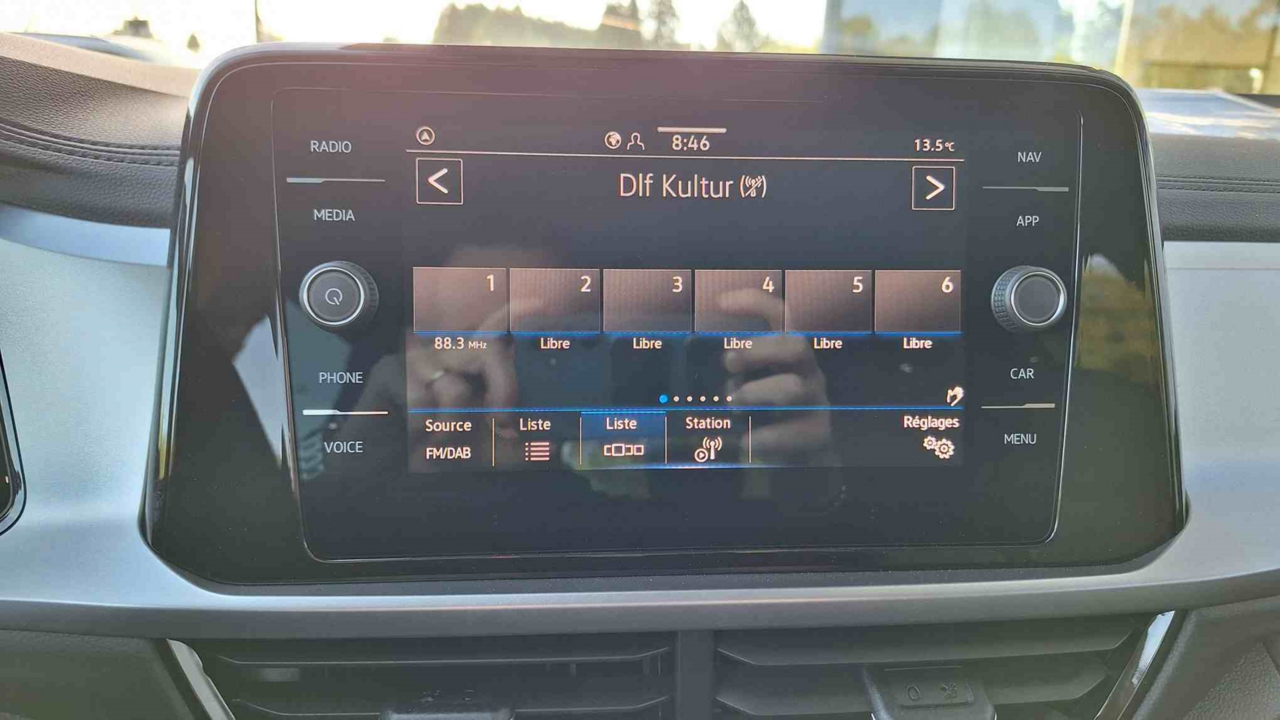 RADIO
MEDIA
PHONE
VOICE
8:46
13.5°C
< Dlf Kultur >
1 2 3 4 5 6
88.3 MHz Libre Libre Libre Libre Libre
Source Liste Liste Station Réglages
FM/DAB
NAV
APP
CAR
MENU